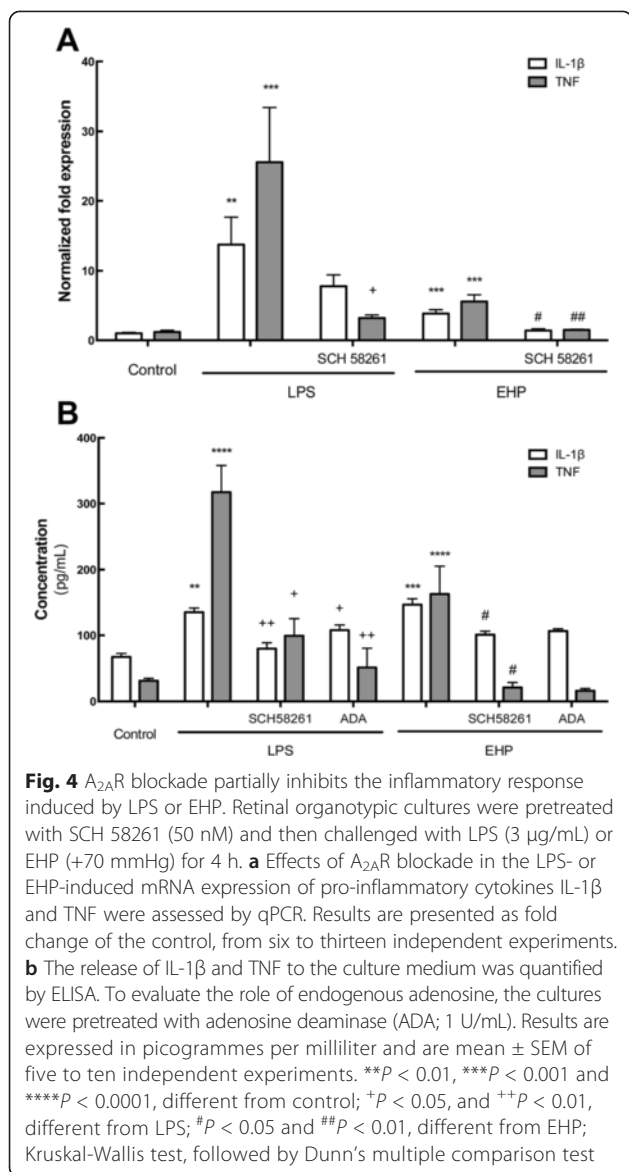 A
IL-1β
TNF
Normalized fold expression
40
30
20
10
0
***
**
+
***
***
#
##
Control
SCH 58261
SCH 58261
LPS
EHP
B
IL-1β
TNF
Concentration
(pg/mL)
400
300
200
100
0
****
**
++
+
+
++
***
****
#
#
Control
SCH58261
ADA
SCH58261
ADA
LPS
EHP
Fig. 4 A2AR blockade partially inhibits the inflammatory response
induced by LPS or EHP. Retinal organotypic cultures were pretreated
with SCH 58261 (50 nM) and then challenged with LPS (3 μg/mL) or
EHP (+70 mmHg) for 4 h. a Effects of A2AR blockade in the LPS- or
EHP-induced mRNA expression of pro-inflammatory cytokines IL-1β
and TNF were assessed by qPCR. Results are presented as fold
change of the control, from six to thirteen independent experiments.
b The release of IL-1β and TNF to the culture medium was quantified
by ELISA. To evaluate the role of endogenous adenosine, the cultures
were pretreated with adenosine deaminase (ADA; 1 U/mL). Results are
expressed in picogrammes per milliliter and are mean ± SEM of
five to ten independent experiments. **P < 0.01, ***P < 0.001 and
****P < 0.0001, different from control; +P < 0.05, and ++P < 0.01,
different from LPS; #P < 0.05 and ##P < 0.01, different from EHP;
Kruskal-Wallis test, followed by Dunn's multiple comparison test